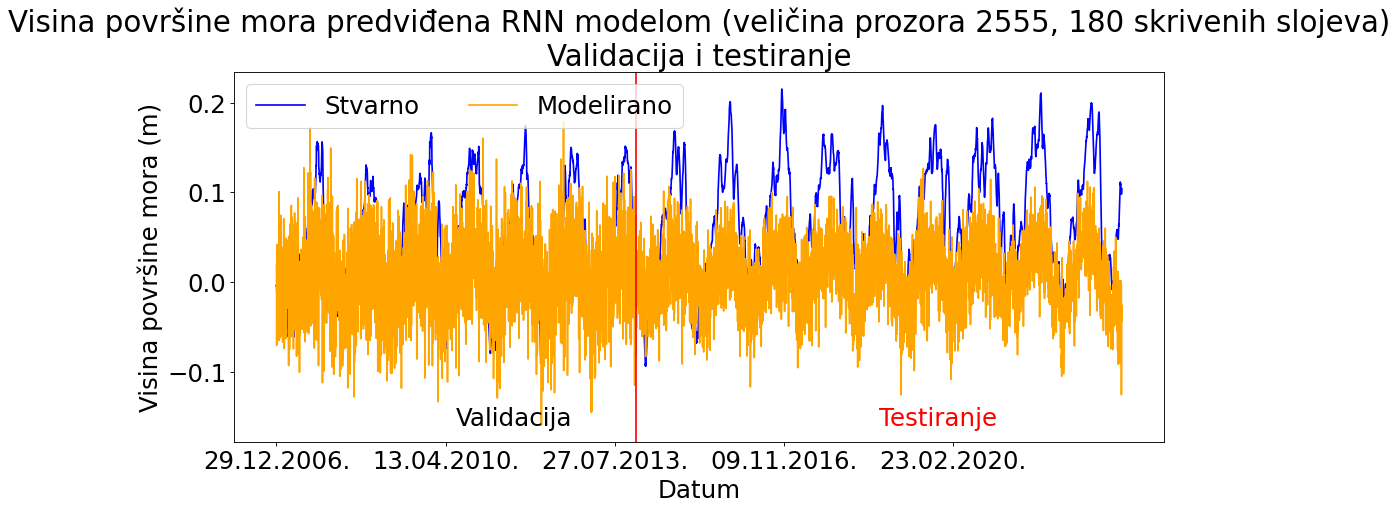 Visina površine mora predviđena RNN modelom (veličina prozora 2555, 180 skrivenih slojeva)
Validacija i testiranje
Stvarno Modelirano
Visina površine mora (m)
0.2
0.1
0.0
−0.1
Validacija Testiranje
29.12.2006. 13.04.2010. 27.07.2013. 09.11.2016. 23.02.2020.
Datum